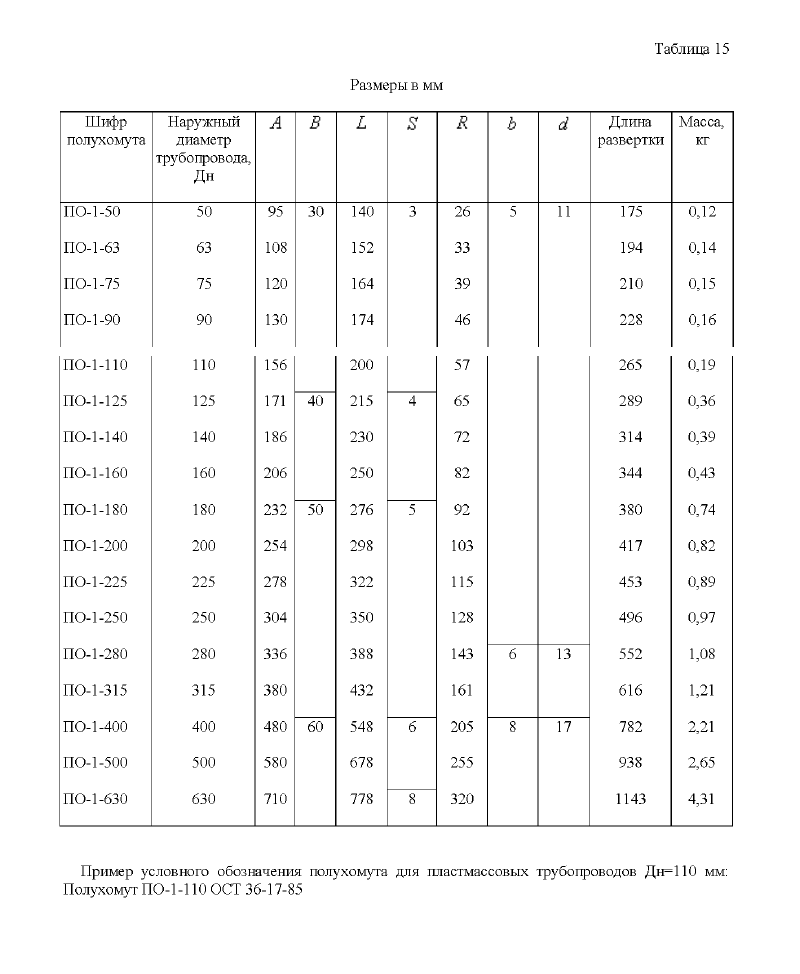 Таблица 15
Размеры в мм
Шифр полухомута Наружный диаметр трубопровода, Дн A B L S R b d Длина развертки Масса, кг
ПО-1-50 50 95 30 140 3 26 5 11 175 0,12
ПО-1-63 63 108 152 33 194 0,14
ПО-1-75 75 120 164 39 210 0,15
ПО-1-90 90 130 174 46 228 0,16
ПО-1-110 110 156 200 57 265 0,19
ПО-1-125 125 171 40 215 4 65 289 0,36
ПО-1-140 140 186 230 72 314 0,39
ПО-1-160 160 206 250 82 344 0,43
ПО-1-180 180 232 50 276 5 92 380 0,74
ПО-1-200 200 254 298 103 417 0,82
ПО-1-225 225 278 322 115 453 0,89
ПО-1-250 250 304 350 128 496 0,97
ПО-1-280 280 336 388 143 6 13 552 1,08
ПО-1-315 315 380 432 161 616 1,21
ПО-1-400 400 480 60 548 6 205 8 17 782 2,21
ПО-1-500 500 580 678 255 938 2,65
ПО-1-630 630 710 778 8 320 1143 4,31
Пример условного обозначения полухомута для пластмассовых трубопроводов Дн=110 мм:
Полухомут ПО-1-110 ОСТ 36-17-85